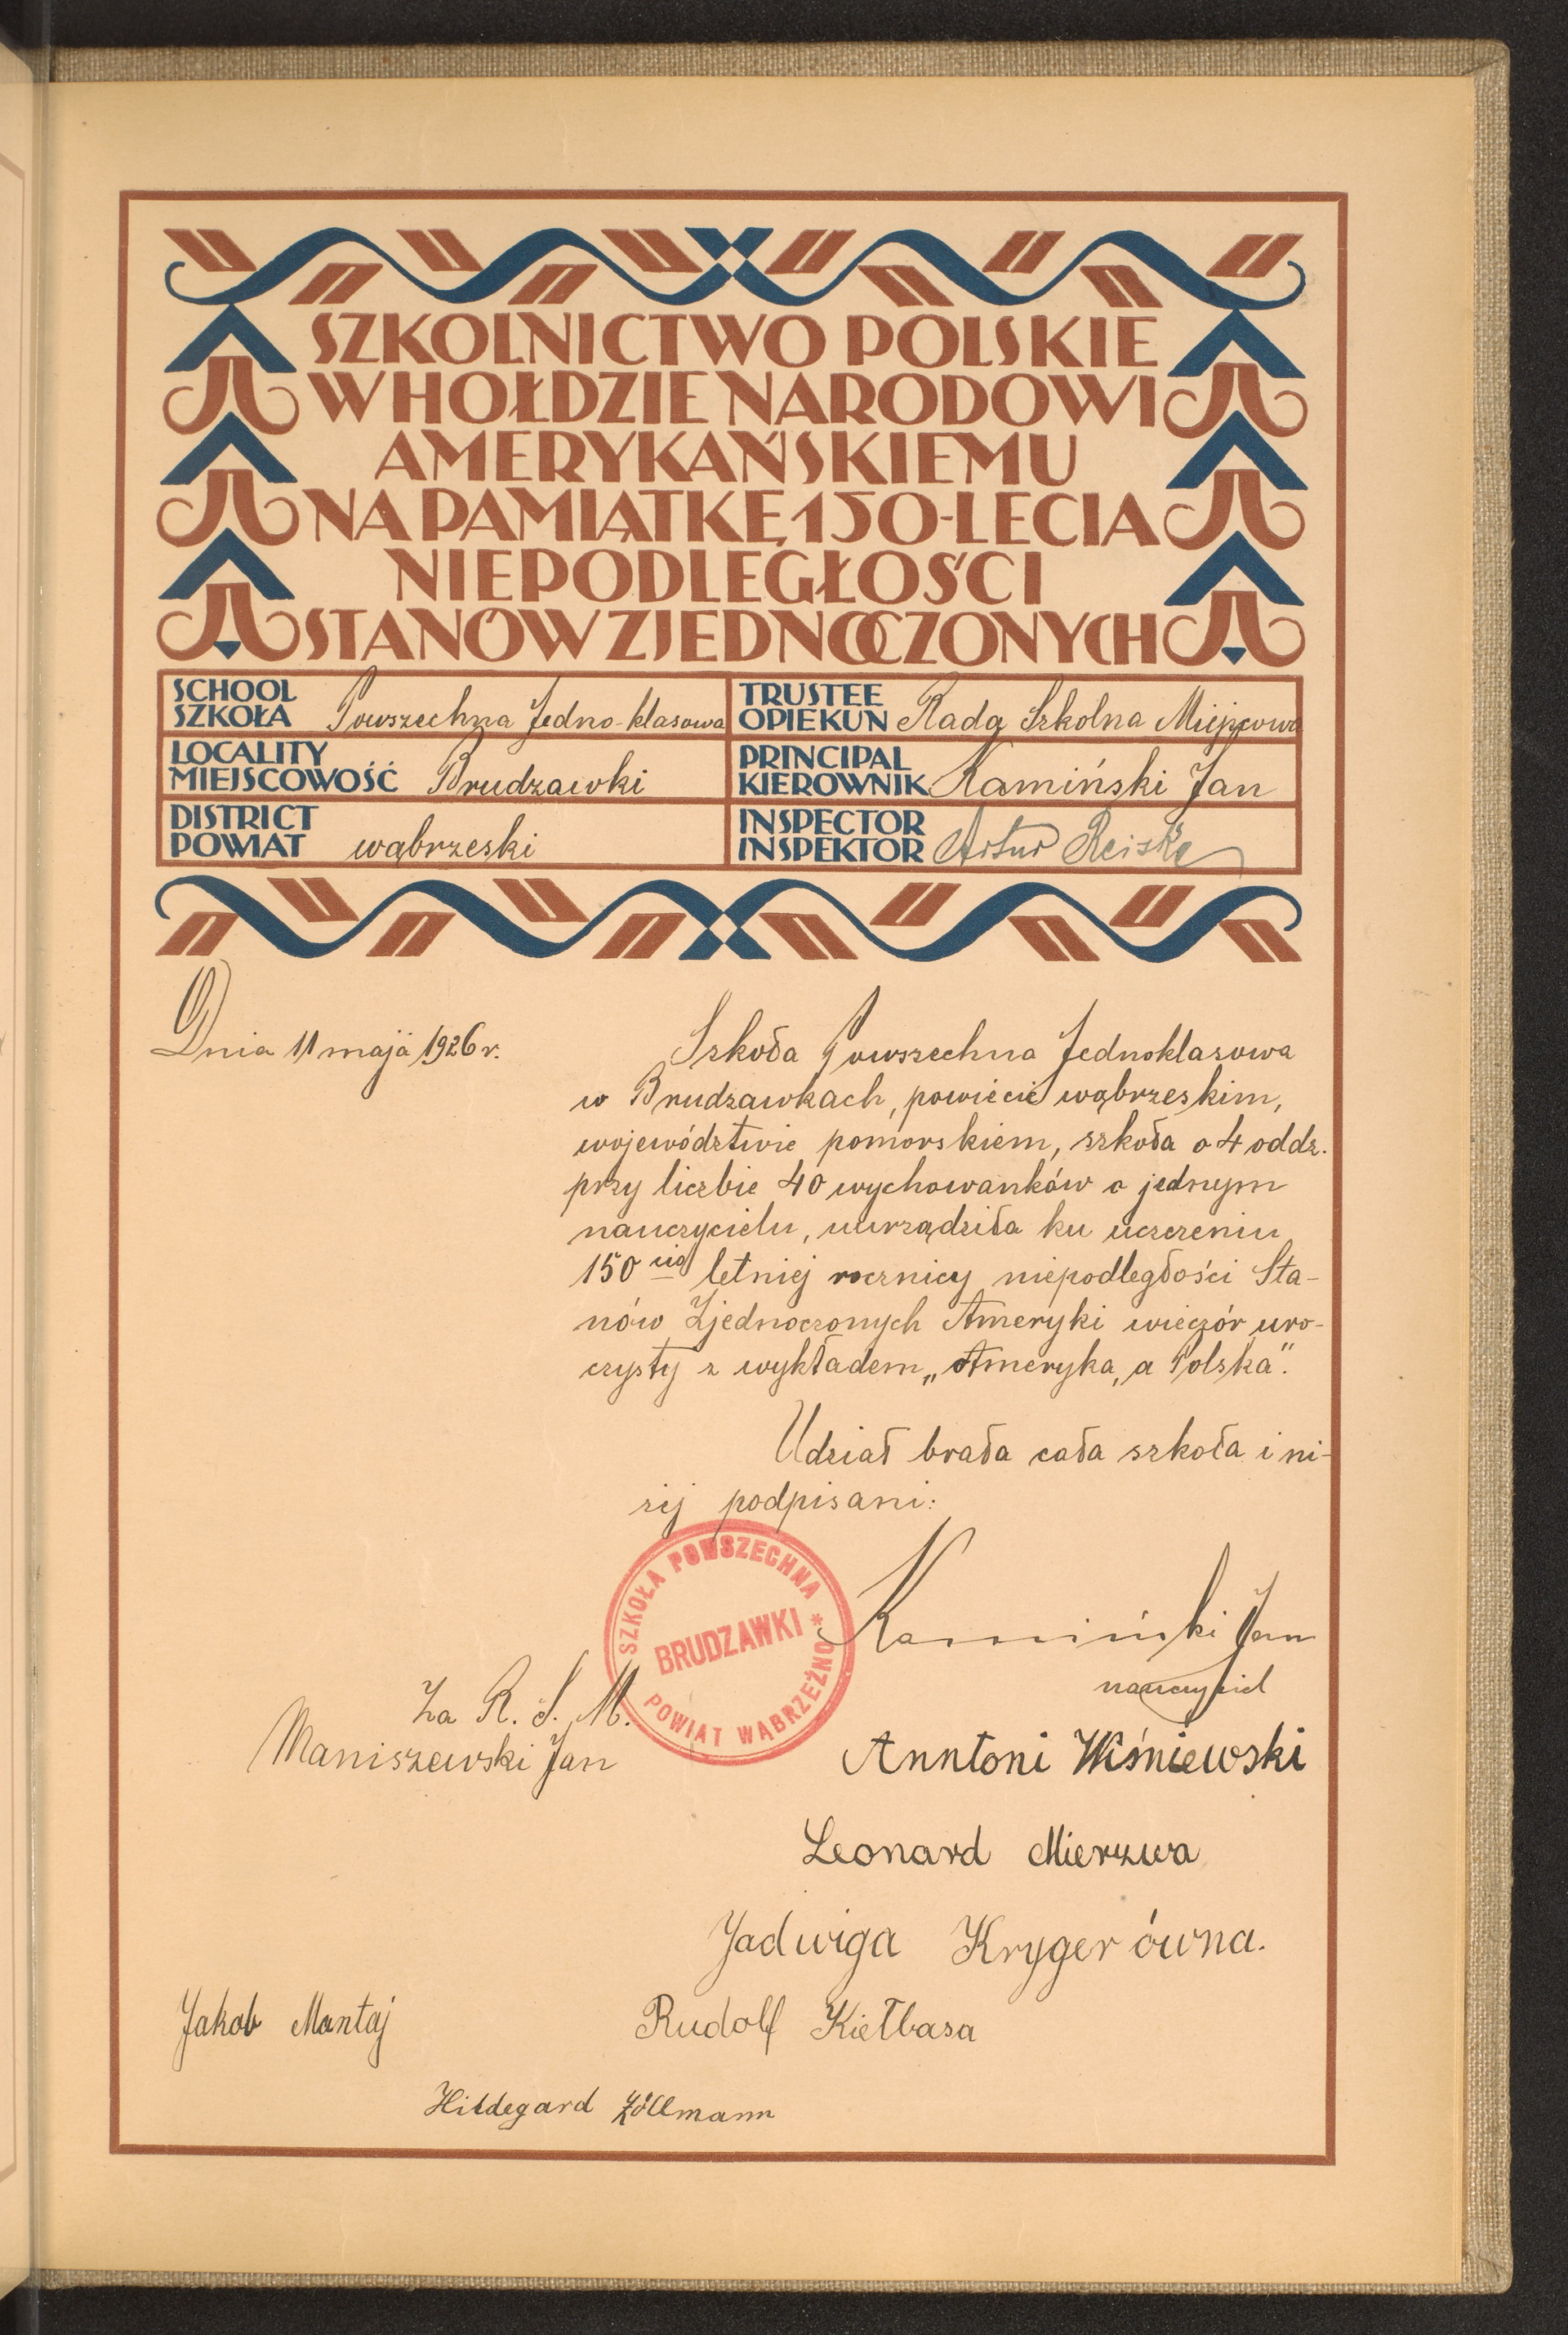 SZKOLNICTWO POLSKIE
W HOŁDZIE NARODOWI
AMERYKAŃSKIEMU
NA PAMIĄTKĘ 150-LECIA
NIEPODLEGŁOŚCI
STANÓW ZJEDNOCZONYCH
SCHOOL
SZKOŁA Powszechna Jedno-klasowa
TRUSTEE
OPIEKUN Rada Szkolna Miejscowa
LOCALITY
MIEJSCOWOŚĆ Brudzawki
PRINCIPAL
KIEROWNIK Kamiński Jan
DISTRICT
POWIAT wąbrzeski
INSPECTOR
INSPEKTOR Artur Reiske
Dnia 11 maja 1926 r.
Szkoła Powszechna Jednoklasowa
w Brudzawkach, powiecie wąbrzeskim,
województwie pomorskiem, szkoła o 4 oddz.
przy liczbie 40 wychowanków o jednym
nauczycielu, uurządziła ku uczczeniu
150 cio letniej rocznicy niepodległości Sta-
nów Zjednoczonych Ameryki wieczór uro-
czysty z wykładem „Ameryka, a Polska".
Udział brała cała szkoła i ni-
żej podpisani:
SZKOŁA POWSZECHNA *
BRUDZAWKI
POWIAT WĄBRZEŹNO
Kamiński Jan
nauczyciel
Za R. S. M.
Maniszewski Jan
Anntoni Wiśniewski
Leonard Mierzwa
Jadwiga Krygerówna.
Jakob Mantaj
Rudolf Kiełbasa
Hildegard Zöllmann